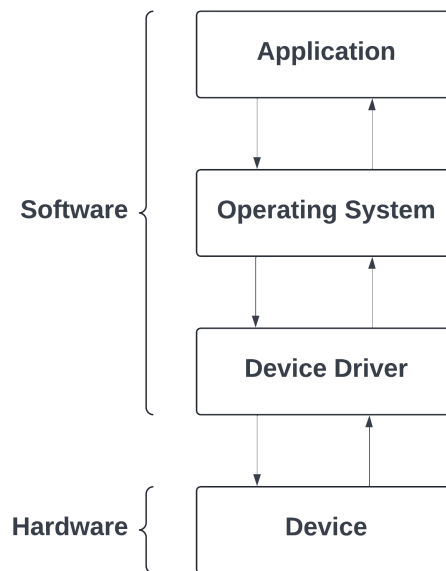 Application
Software
Operating System
Device Driver
Hardware
Device